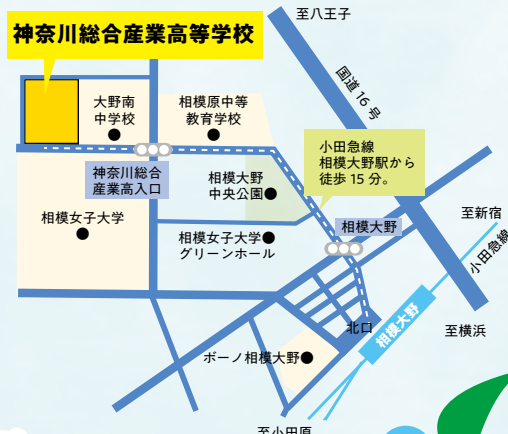 至八王子
神奈川総合産業高等学校
国道 16 号
大野南
中学校
相模原中等
教育学校
小田急線
相模大野駅から
徒歩 15 分。
神奈川総合
産業高入口
相模大野
中央公園
相模女子大学
相模女子大学
グリーンホール
相模大野
至新宿
小田急線
相模大野
北口
至横浜
ボーノ相模大野
至小田原